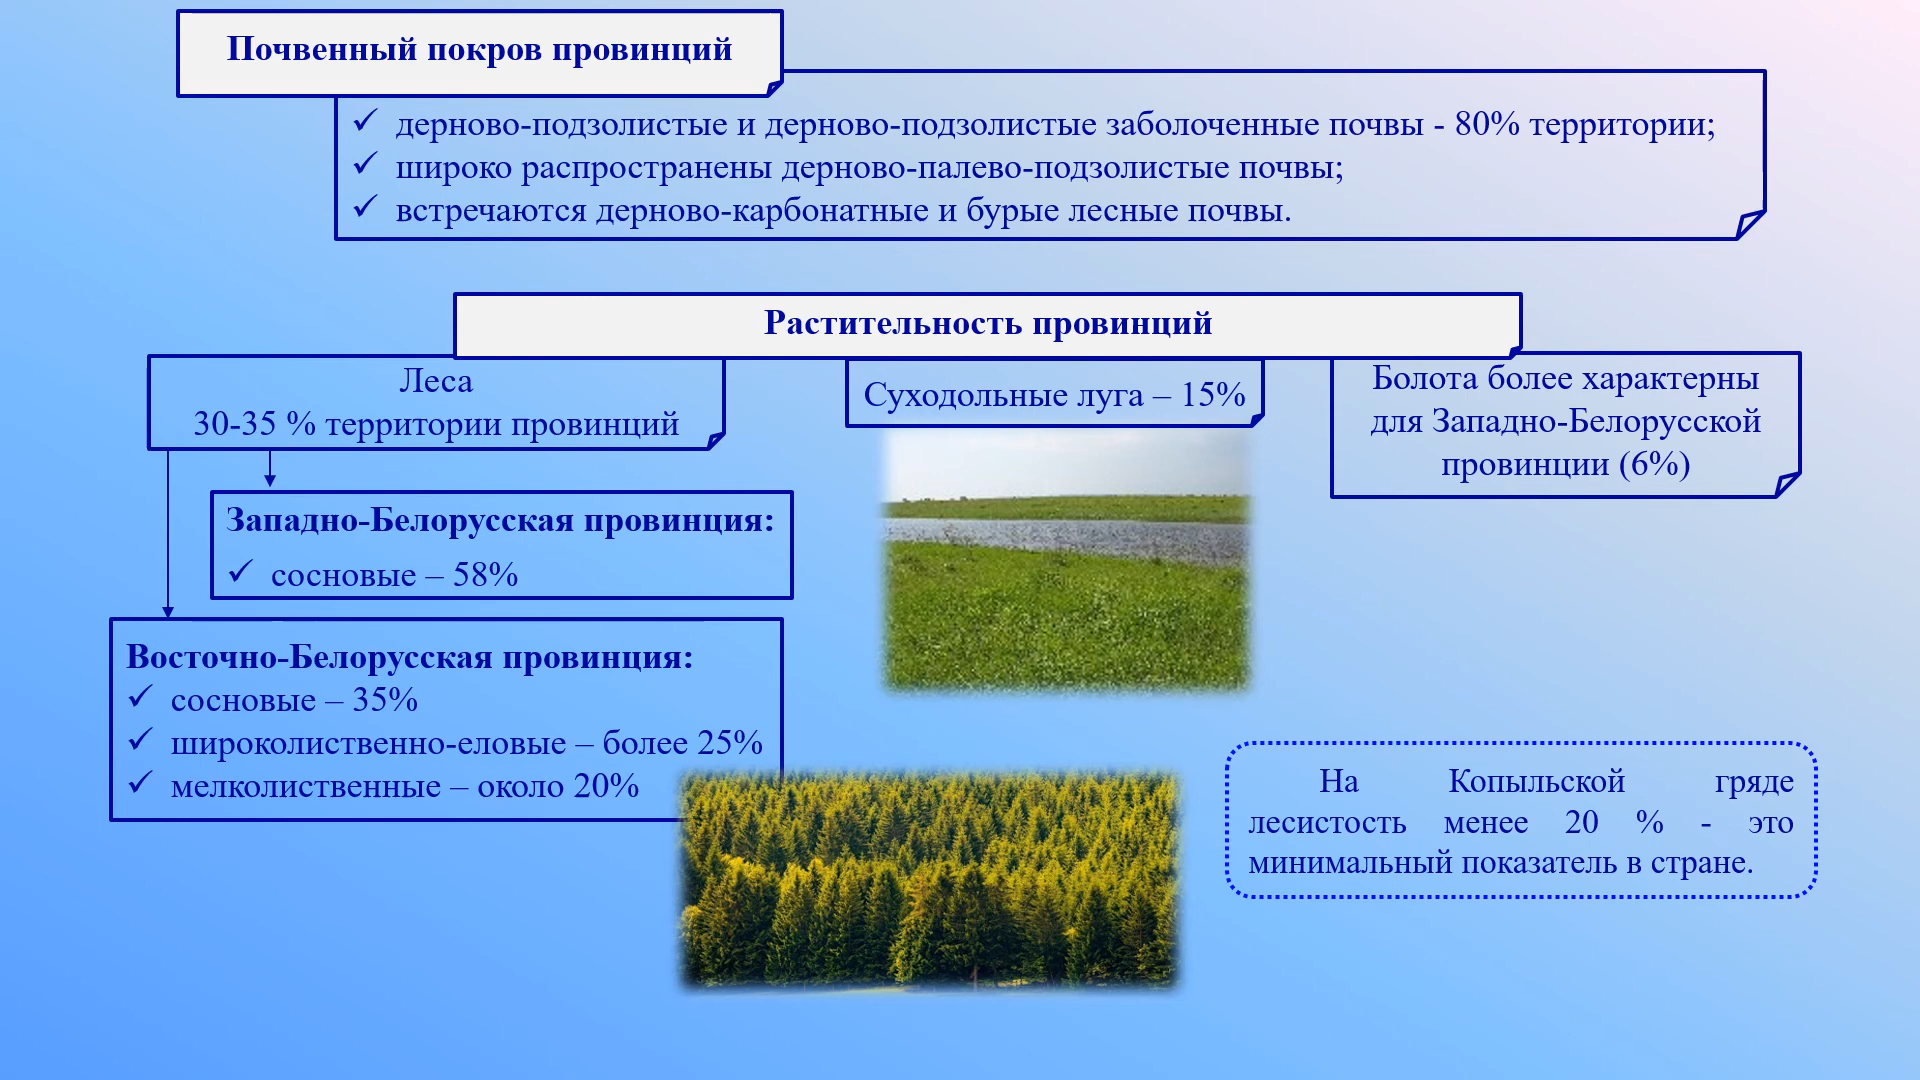 Почвенный покров провинций
✓ дерново-подзолистые и дерново-подзолистые заболоченные почвы - 80% территории;
✓ широко распространены дерново-палево-подзолистые почвы;
✓ встречаются дерново-карбонатные и бурые лесные почвы.
Растительность провинций
Леса
30-35 % территории провинций
Западно-Белорусская провинция:
✓ сосновые – 58%
Восточно-Белорусская провинция:
✓ сосновые – 35%
✓ широколиственно-еловые – более 25%
✓ мелколиственные – около 20%
Суходольные луга – 15%
Болота более характерны
для Западно-Белорусской
провинции (6%)
На Копыльской гряде
лесистость менее 20 % - это
минимальный показатель в стране.